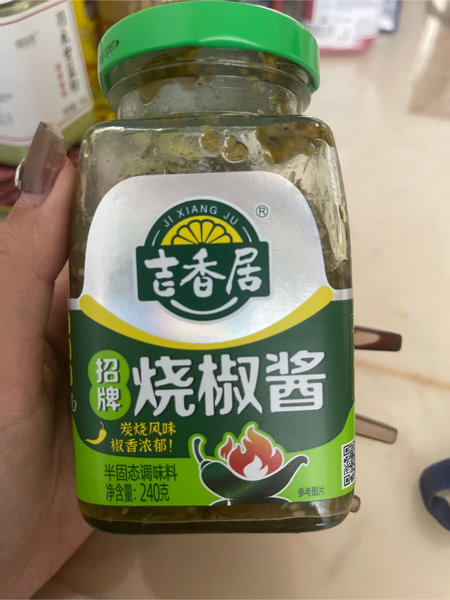 JI XIANG JU
®
吉香居
招牌
烧椒酱
炭烧风味
椒香浓郁!
半固态调味料
净含量:240克
参考图片